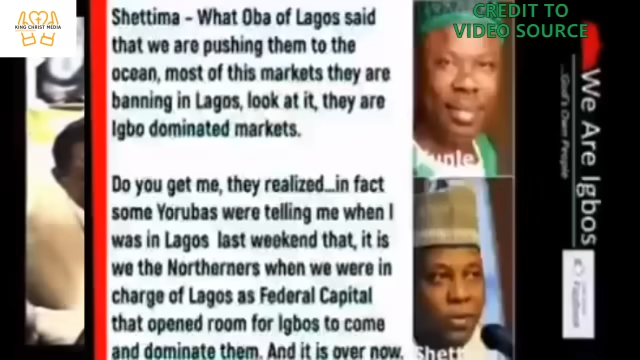 KING CHRIST MEDIA
CREDIT TO
VIDEO SOURCE
Shettima - What Oba of Lagos said
that we are pushing them to the
ocean, most of this markets they are
banning in Lagos, look at it, they are
Igbo dominated markets.
Do you get me, they realized...in fact
some Yorubas were telling me when I
was in Lagos last weekend that, it is
we the Northerners when we were in
charge of Lagos as Federal Capital
that opened room for Igbos to come
and dominate them. And it is over now.
Shett
We Are Igbos
...God's Own People